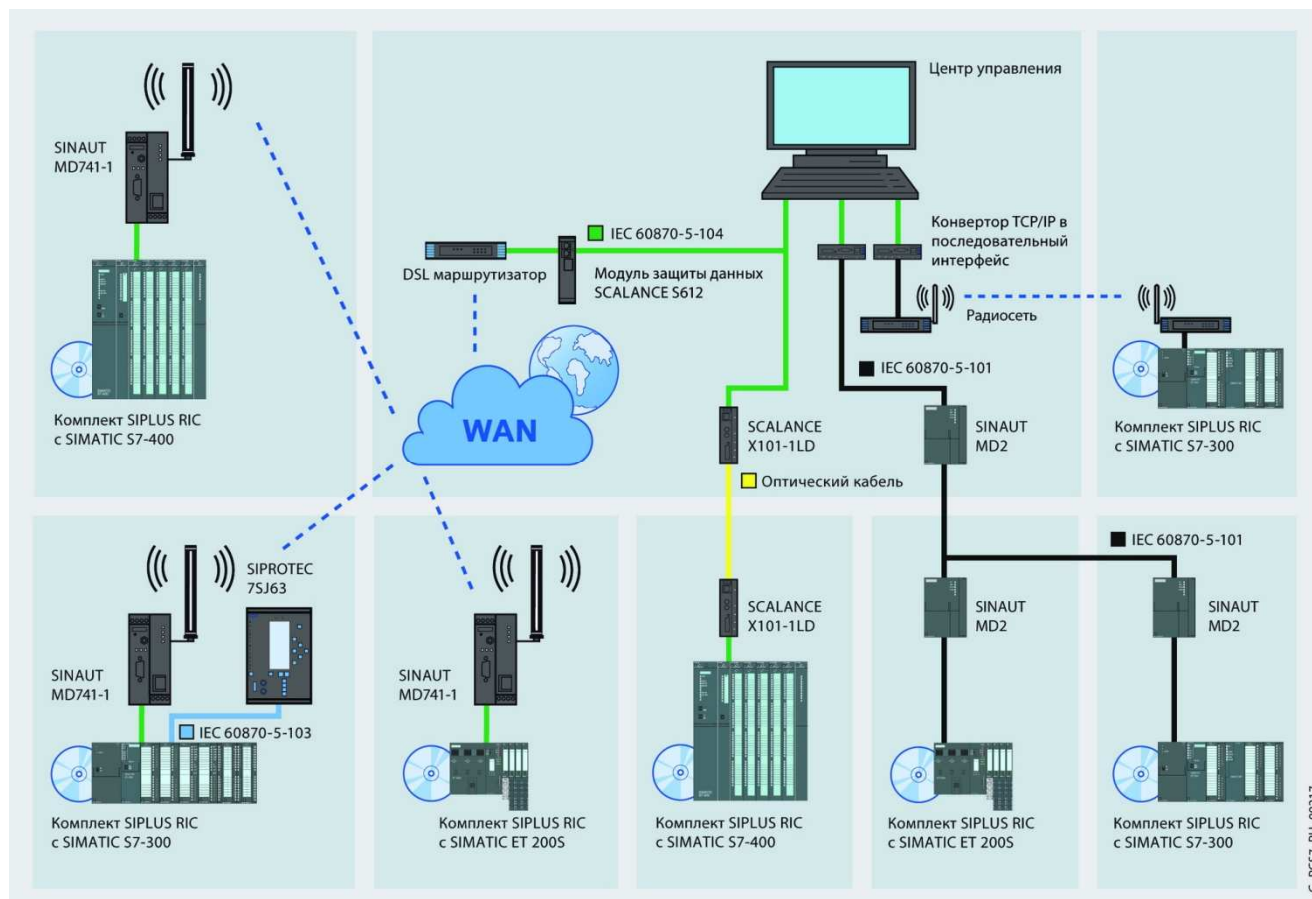 Центр управления
SINAUT
MD741-1
IEC 60870-5-104
Конвертор TCP/IP в
последовательный
интерфейс
DSL маршрутизатор
Модуль защиты данных
SCALANCE S612
Радиосеть
IEC 60870-5-101
WAN
Комплект SIPLUS RIC
с SIMATIC S7-400
SCALANCE
X101-1LD
SINAUT
MD2
Комплект SIPLUS RIC
с SIMATIC S7-300
Оптический кабель
SIPROTEC
7SJ63
IEC 60870-5-101
SINAUT
MD741-1
SINAUT
MD741-1
SCALANCE
X101-1LD
SINAUT
MD2
SINAUT
MD2
IEC 60870-5-103
Комплект SIPLUS RIC
с SIMATIC S7-300
Комплект SIPLUS RIC
с SIMATIC ET 200S
Комплект SIPLUS RIC
с SIMATIC S7-400
Комплект SIPLUS RIC
с SIMATIC ET 200S
Комплект SIPLUS RIC
с SIMATIC S7-300